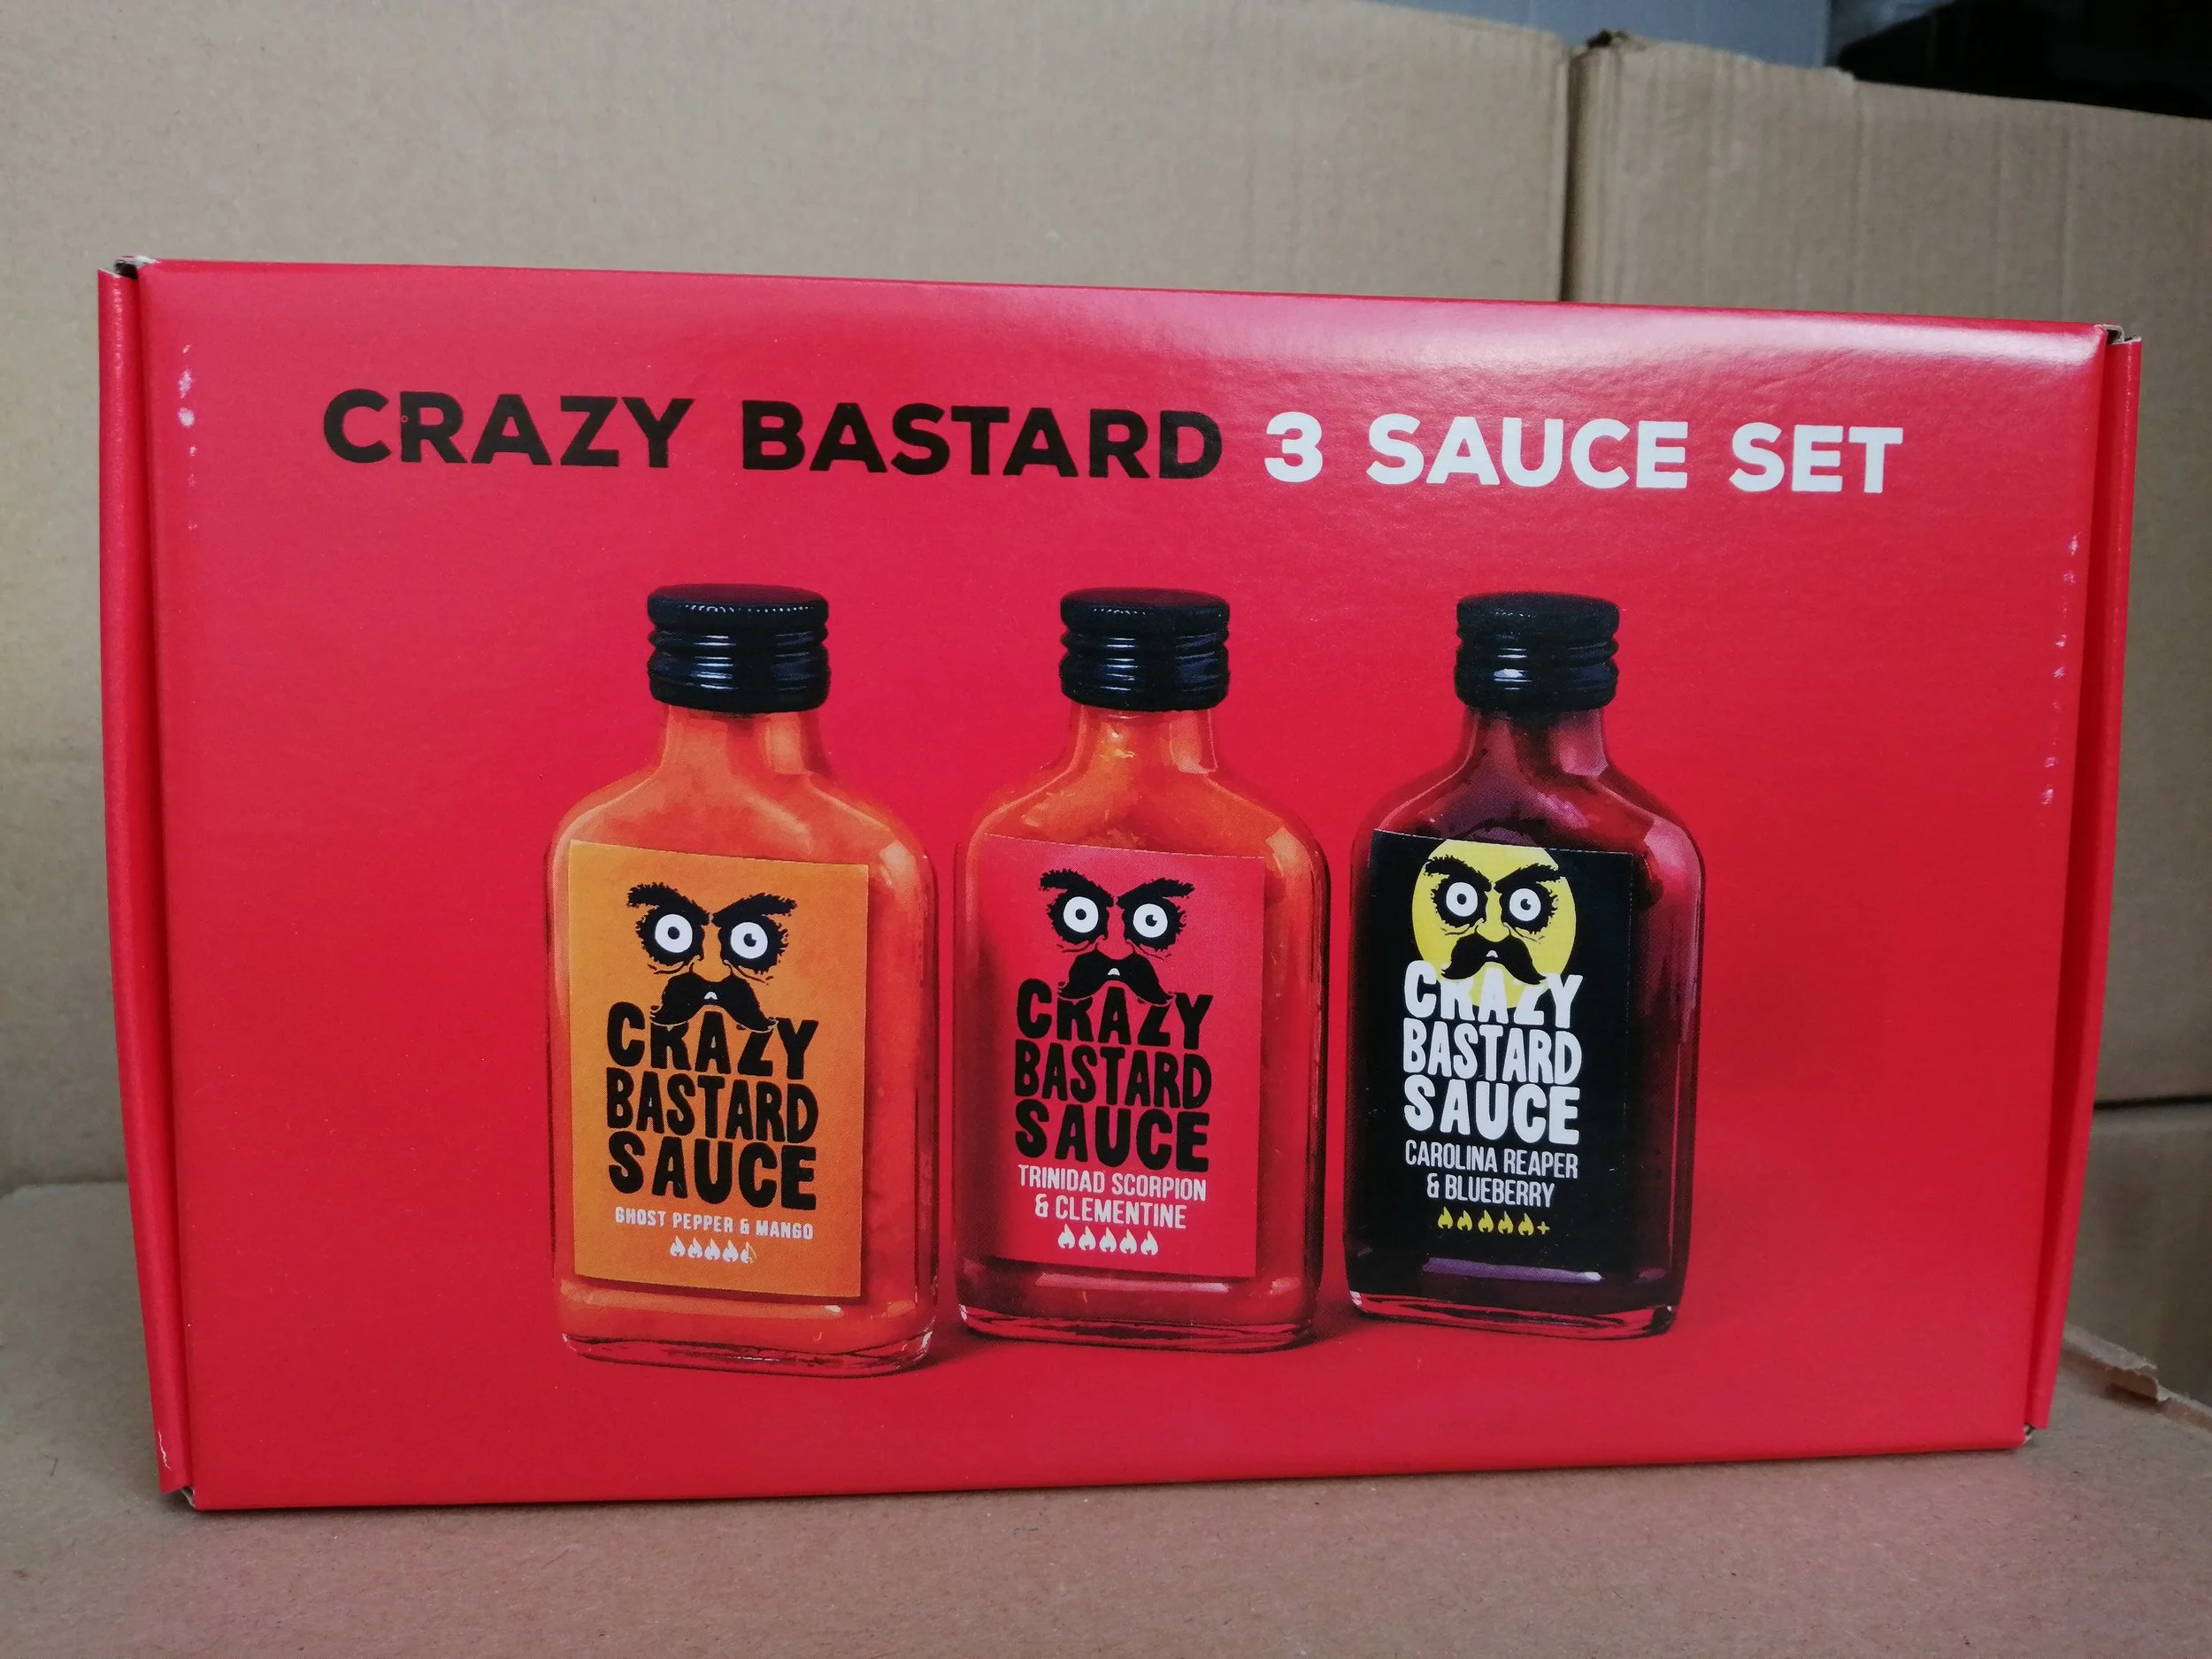 CRAZY BASTARD 3 SAUCE SET
CRAZY
BASTARD
SAUCE
GHOST PEPPER & MANGO
CRAZY
BASTARD
SAUCE
TRINIDAD SCORPION
& CLEMENTINE
CRAZY
BASTARD
SAUCE
CAROLINA REAPER
& BLUEBERRY
+